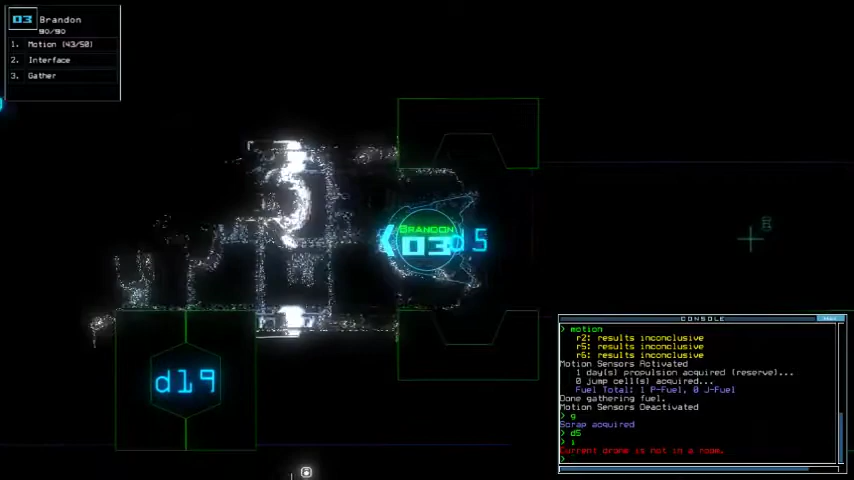 03 Brandon
90/90
1. Motion (43/50)
2. Interface
3. Gather
BRANDON
03
d5
d19
CONSOLE
> motion
r2: results inconclusive
r5: results inconclusive
r6: results inconclusive
Motion Sensors Activated
1 day(s) propulsion acquired (reserve)...
0 jump cell(s) acquired...
Fuel Total: 1 P-Fuel, 0 J-Fuel
Done gathering fuel.
Motion Sensors Deactivated
> g
Scrap acquired
> d5
> i
Current drone is not in a room.
>